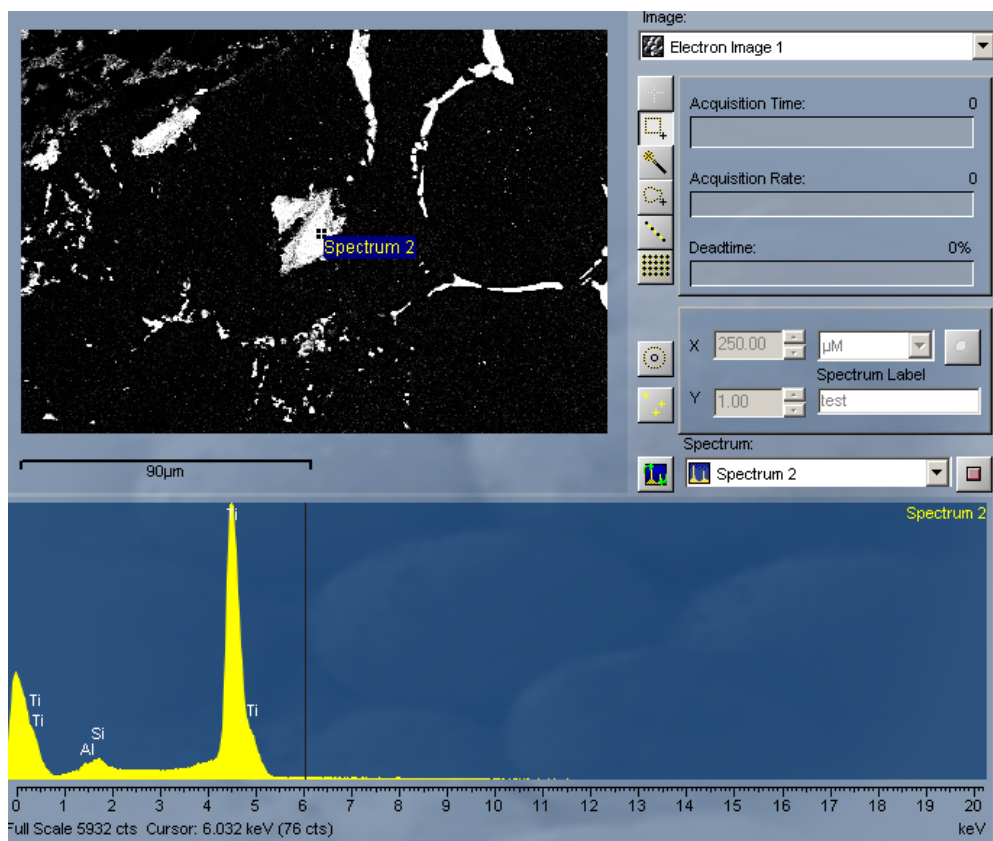 Image:
Electron Image 1
Acquisition Time: 0
Acquisition Rate: 0
Deadtime: 0%
Spectrum 2
X 250.00 µM
Spectrum Label
Y 1.00 test
Spectrum:
Spectrum 2
90µm
Spectrum 2
Ti
Ti
Ti
Ti
Si
Al
0 1 2 3 4 5 6 7 8 9 10 11 12 13 14 15 16 17 18 19 20
Full Scale 5932 cts Cursor: 6.032 keV (76 cts) keV